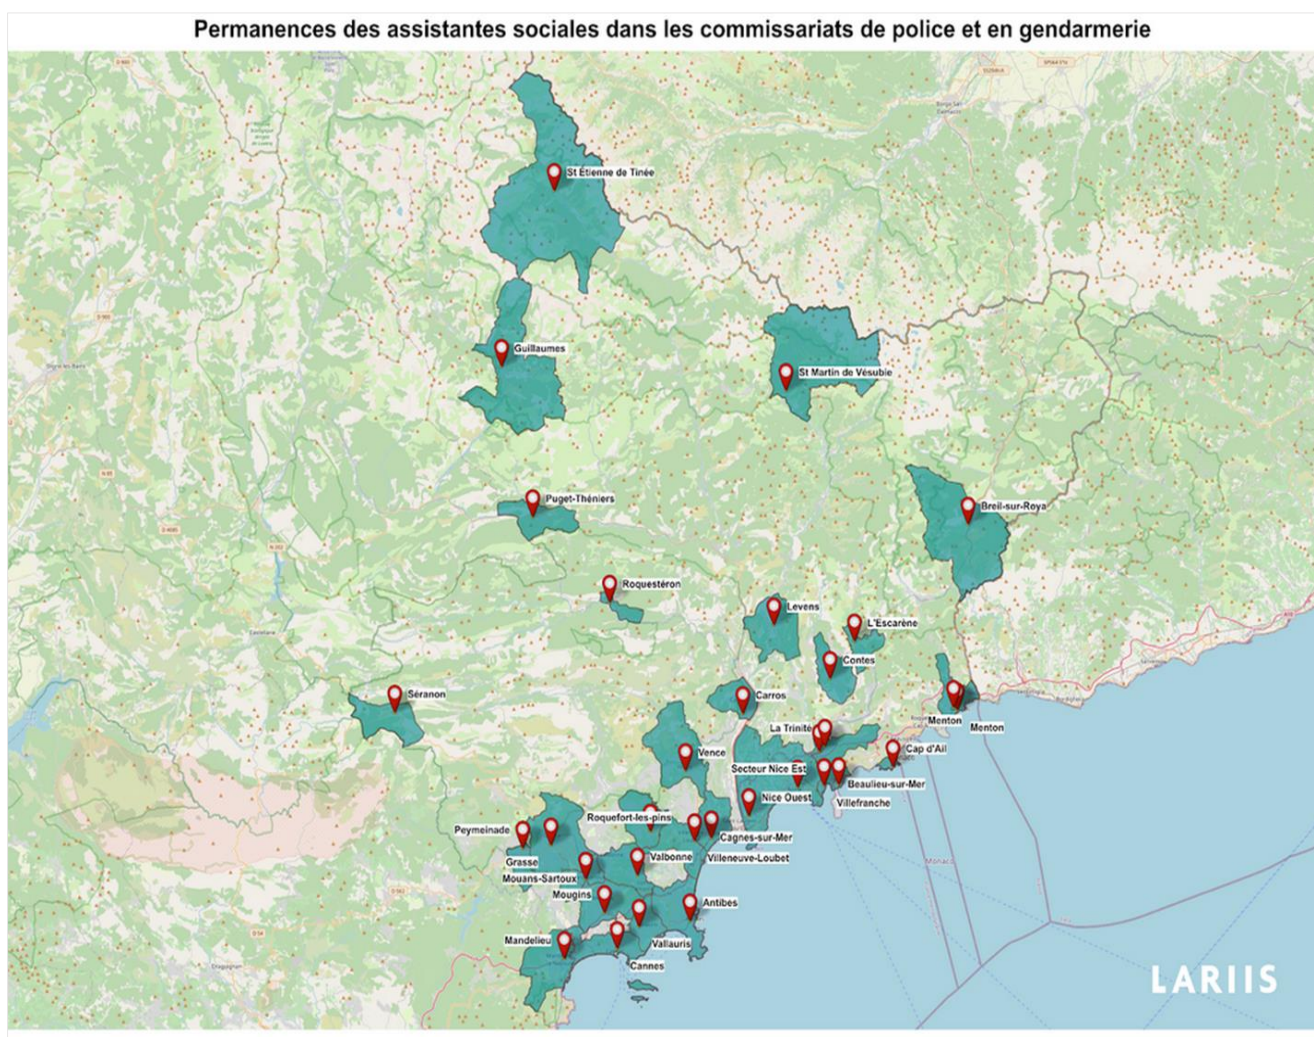 Permanences des assistantes sociales dans les commissariats de police et en gendarmerie
St Étienne de Tinée
Guillaumes
St Martin de Vésubie
Puget-Théniers
Breil-sur-Roya
Roquestéron
Levens
L'Escarène
Contes
Séranon
Carros
Menton
Menton
La Trinité
Cap d'Ail
Vence
Secteur Nice Est
Beaulieu-sur-Mer
Nice Ouest
Villefranche
Roquefort-les-pins
Peymeinade
Cagnes-sur-Mer
Grasse
Valbonne
Villeneuve-Loubet
Mouans-Sartoux
Mougins
Antibes
Mandelieu
Vallauris
Cannes
Monaco
Draguignan
LARIIS